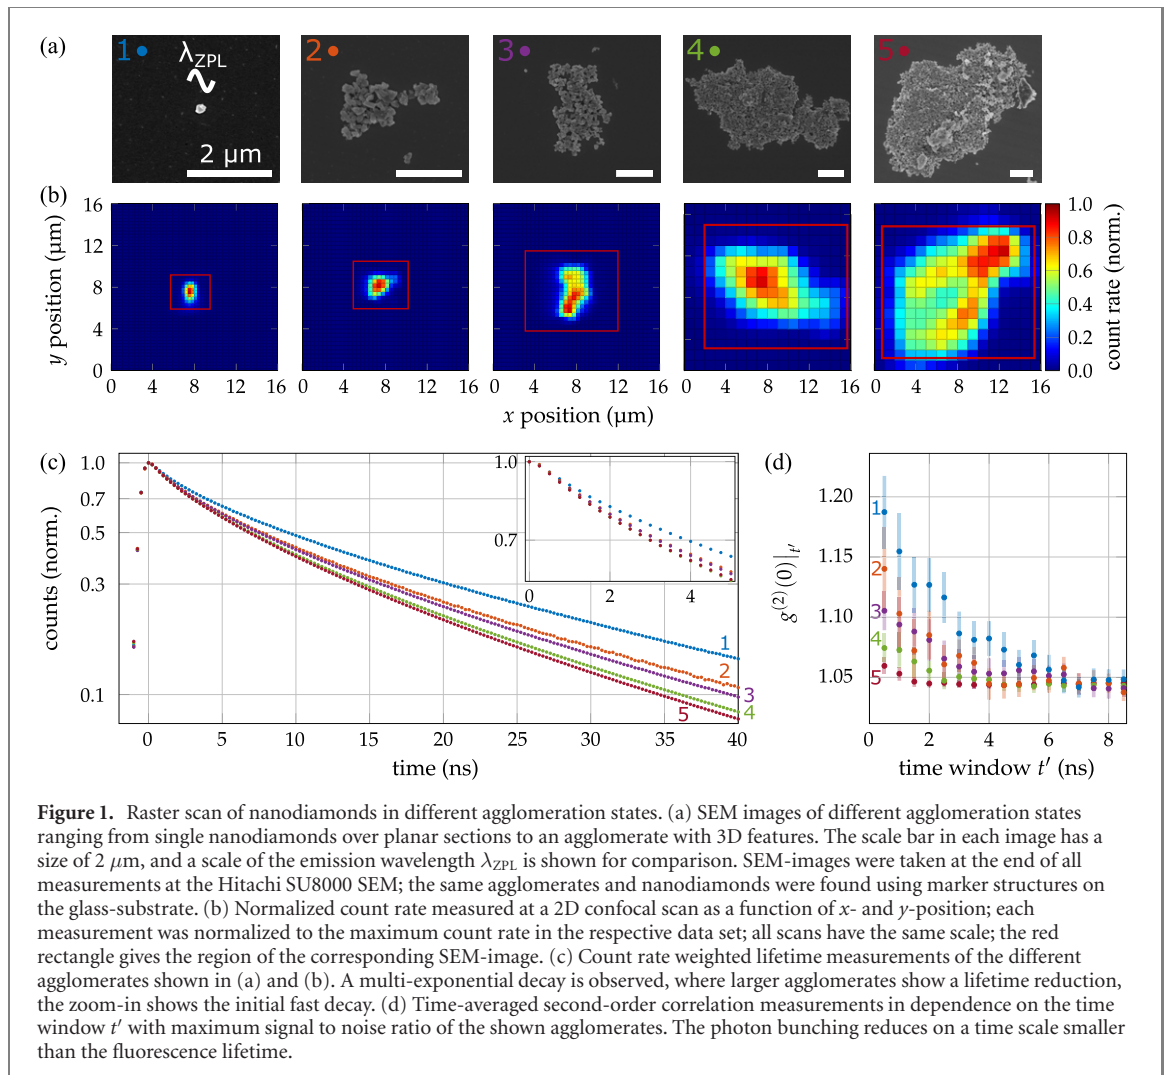 (a)
1 2 3 4 5
λZPL
2 μm
(b)
16
12
8
4
0
y position (μm)
0 4 8 12 16 0 4 8 12 16 0 4 8 12 16 0 4 8 12 16 0 4 8 12 16
x position (μm)
1.0
0.8
0.6
0.4
0.2
0.0
count rate (norm.)
(c)
1.0
0.7
0.5
0.3
0.1
counts (norm.)
1.0
0.7
0 2 4
1
2
3
4
5
0 5 10 15 20 25 30 35 40
time (ns)
(d)
1.20
1.15
1.10
1.05
g(2)(0)|t′
1
2
3
4
5
0 2 4 6 8
time window t′ (ns)
Figure 1. Raster scan of nanodiamonds in different agglomeration states. (a) SEM images of different agglomeration states
ranging from single nanodiamonds over planar sections to an agglomerate with 3D features. The scale bar in each image has a
size of 2 μm, and a scale of the emission wavelength λZPL is shown for comparison. SEM-images were taken at the end of all
measurements at the Hitachi SU8000 SEM; the same agglomerates and nanodiamonds were found using marker structures on
the glass-substrate. (b) Normalized count rate measured at a 2D confocal scan as a function of x- and y-position; each
measurement was normalized to the maximum count rate in the respective data set; all scans have the same scale; the red
rectangle gives the region of the corresponding SEM-image. (c) Count rate weighted lifetime measurements of the different
agglomerates shown in (a) and (b). A multi-exponential decay is observed, where larger agglomerates show a lifetime reduction,
the zoom-in shows the initial fast decay. (d) Time-averaged second-order correlation measurements in dependence on the time
window t′ with maximum signal to noise ratio of the shown agglomerates. The photon bunching reduces on a time scale smaller
than the fluorescence lifetime.